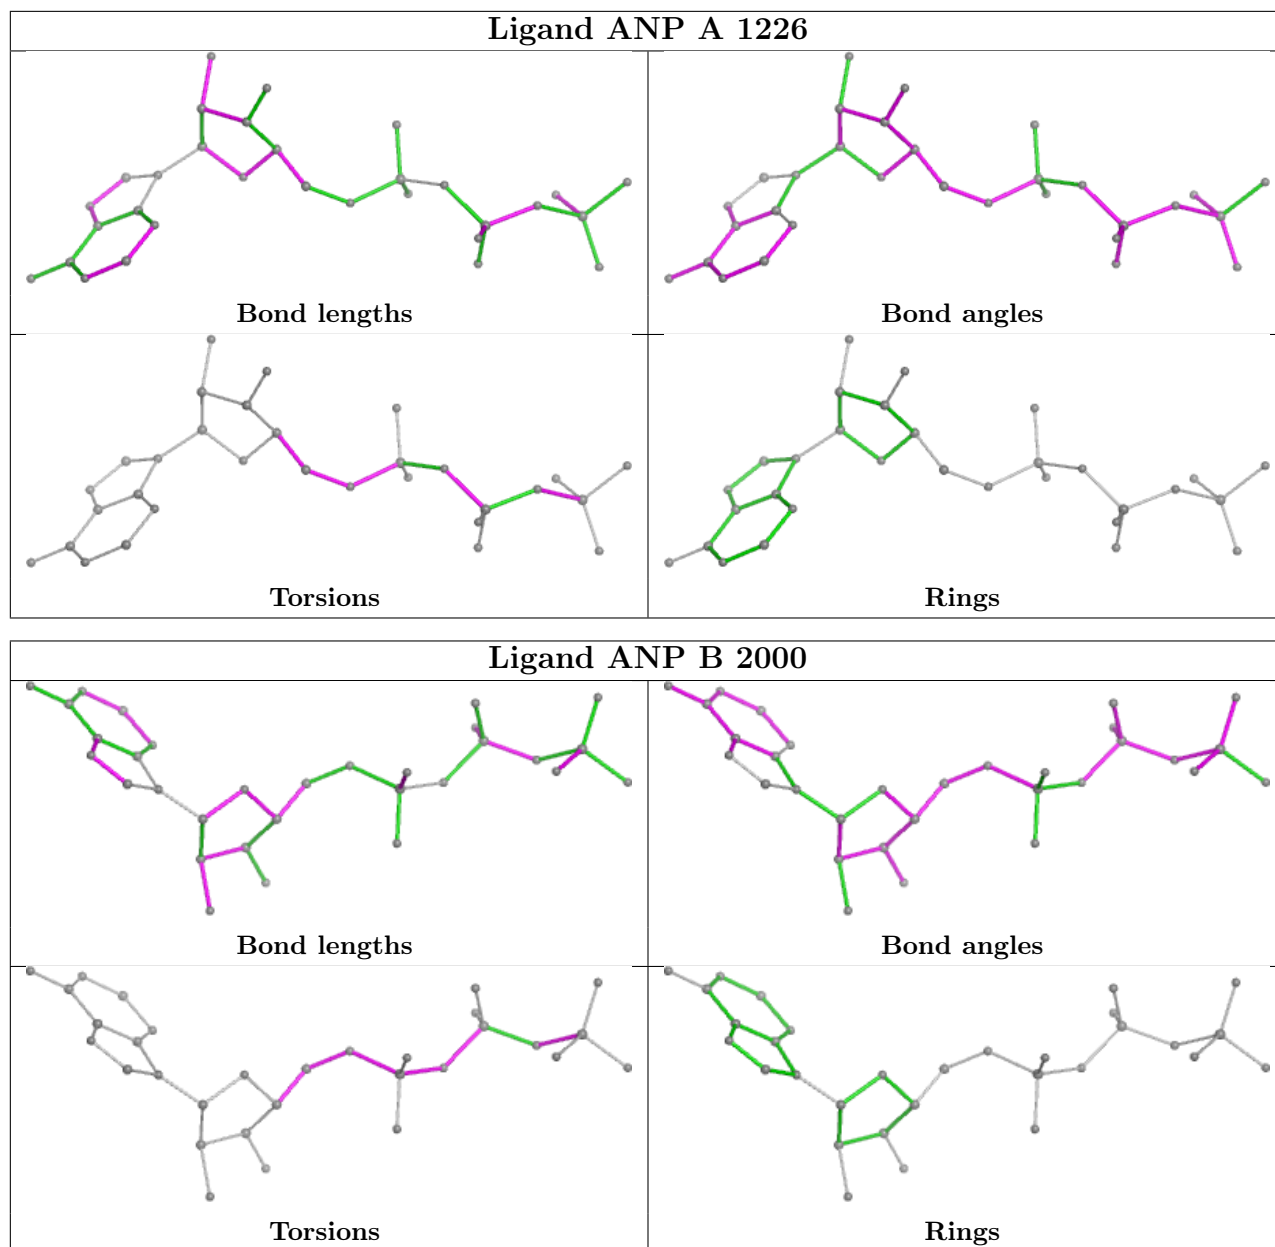 Ligand ANP A 1226
Bond lengths
Bond angles
Torsions
Rings
Ligand ANP B 2000
Bond lengths
Bond angles
Torsions
Rings